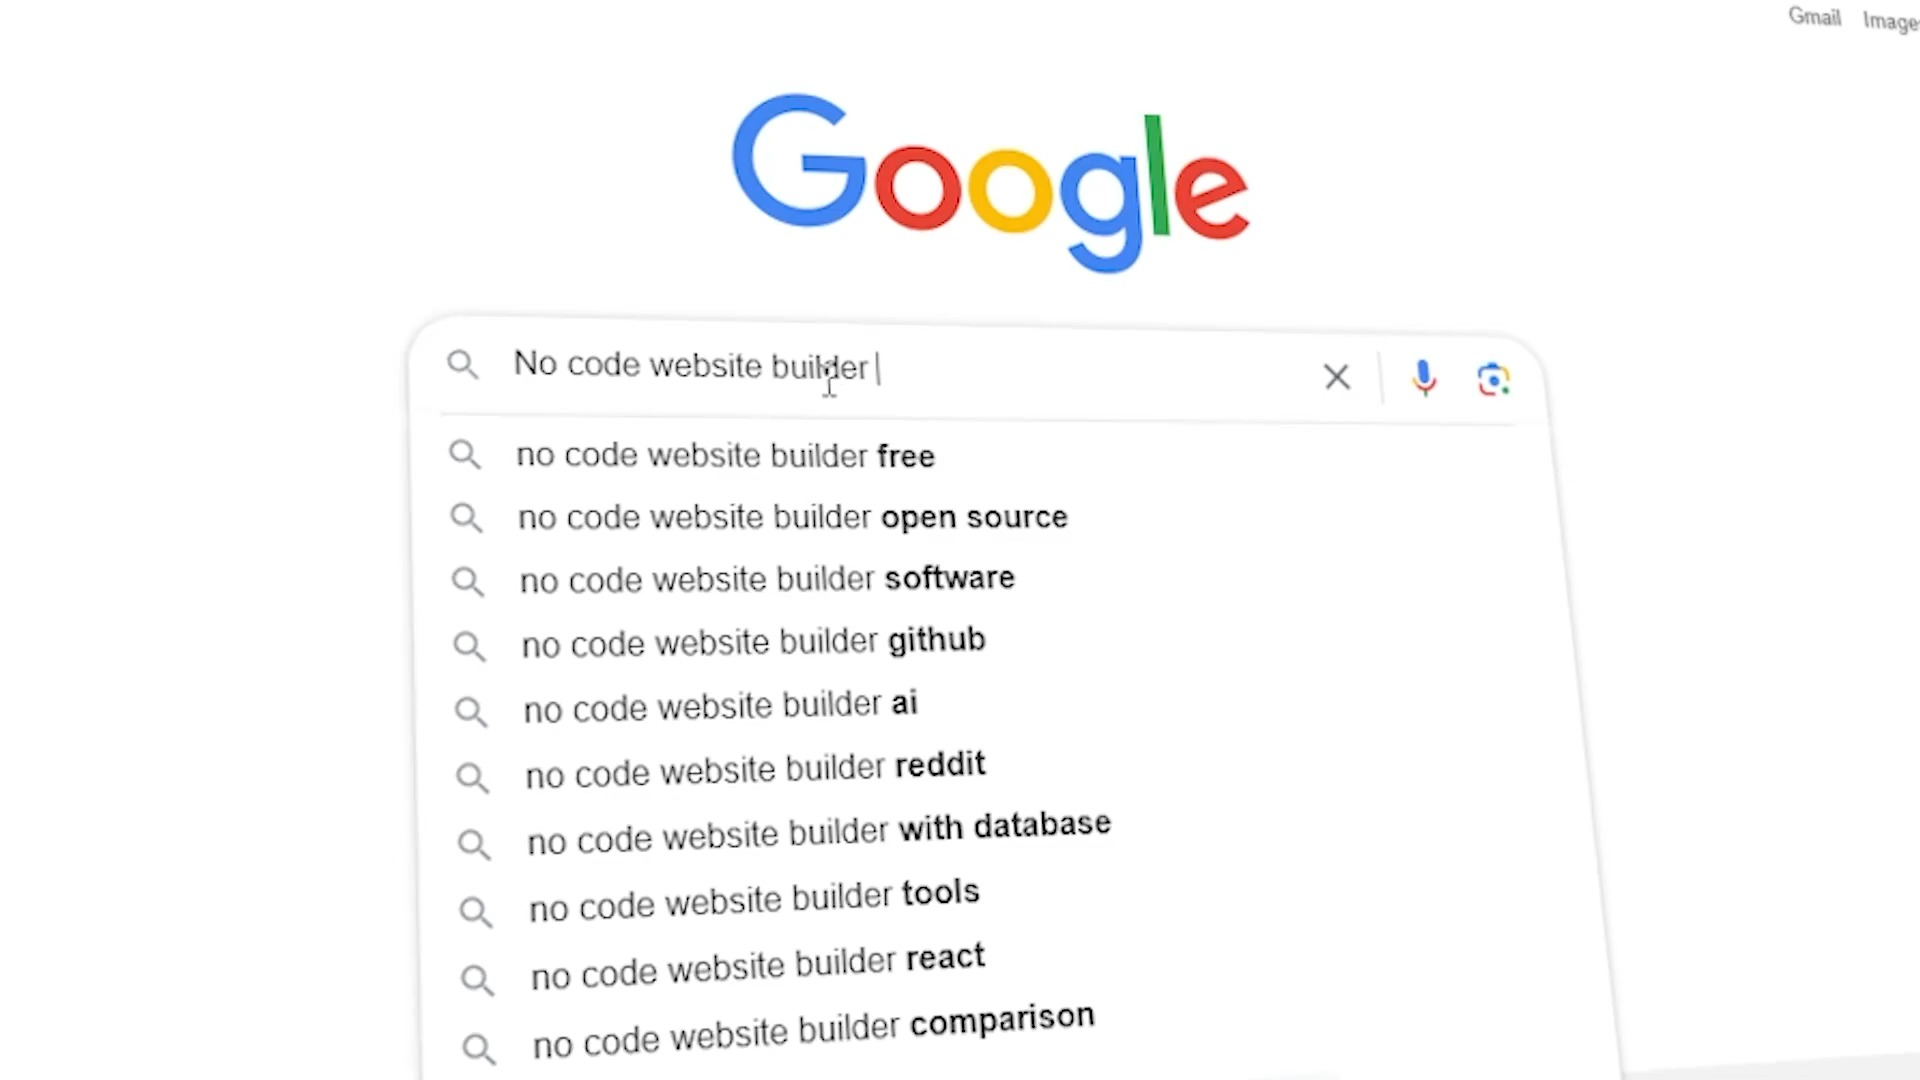 Gmail Image
Google
No code website builder
no code website builder free
no code website builder open source
no code website builder software
no code website builder github
no code website builder ai
no code website builder reddit
no code website builder with database
no code website builder tools
no code website builder react
no code website builder comparison